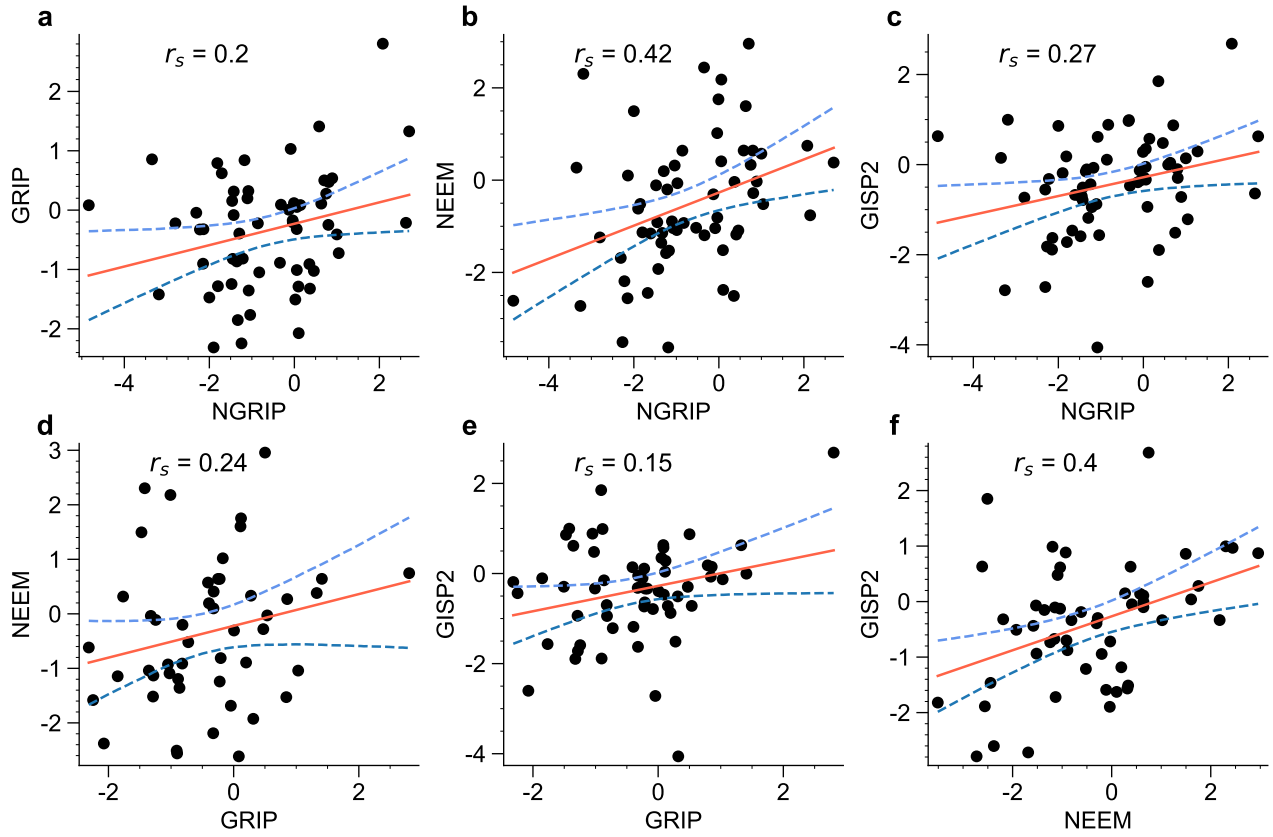 a
r_s = 0.2
GRIP
2
1
0
-1
-2
-4
-2
0
2
NGRIP
b
r_s = 0.42
NEEM
2
0
-2
-4
-2
0
2
NGRIP
c
r_s = 0.27
GISP2
2
0
-2
-4
-4
-2
0
2
NGRIP
d
r_s = 0.24
NEEM
3
2
1
0
-1
-2
-2
0
2
GRIP
e
r_s = 0.15
GISP2
2
0
-2
-4
-2
0
2
GRIP
f
r_s = 0.4
GISP2
2
1
0
-1
-2
-2
0
2
NEEM